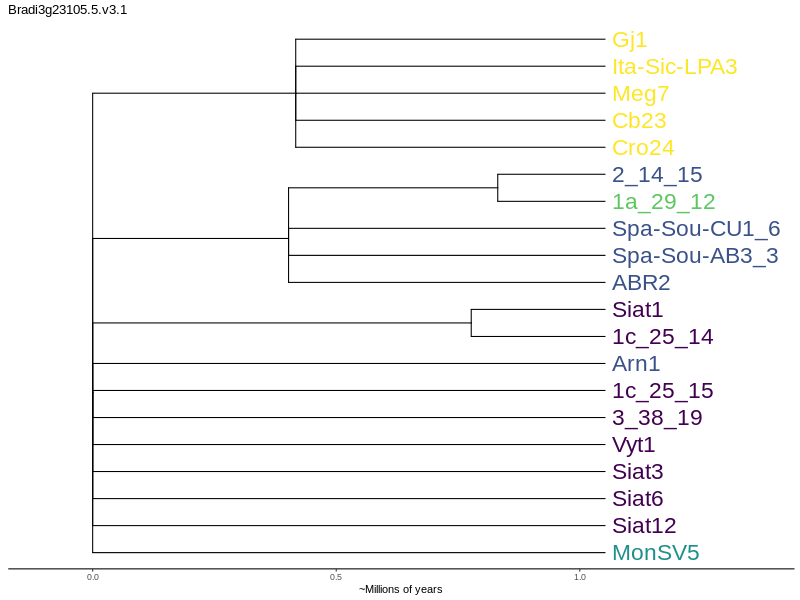 Bradi3g23105.5.v3.1
Gj1
Ita-Sic-LPA3
Meg7
Cb23
Cro24
2_14_15
1a_29_12
Spa-Sou-CU1_6
Spa-Sou-AB3_3
ABR2
Siat1
1c_25_14
Arn1
1c_25_15
3_38_19
Vyt1
Siat3
Siat6
Siat12
MonSV5
0.0 0.5 1.0
~Millions of years